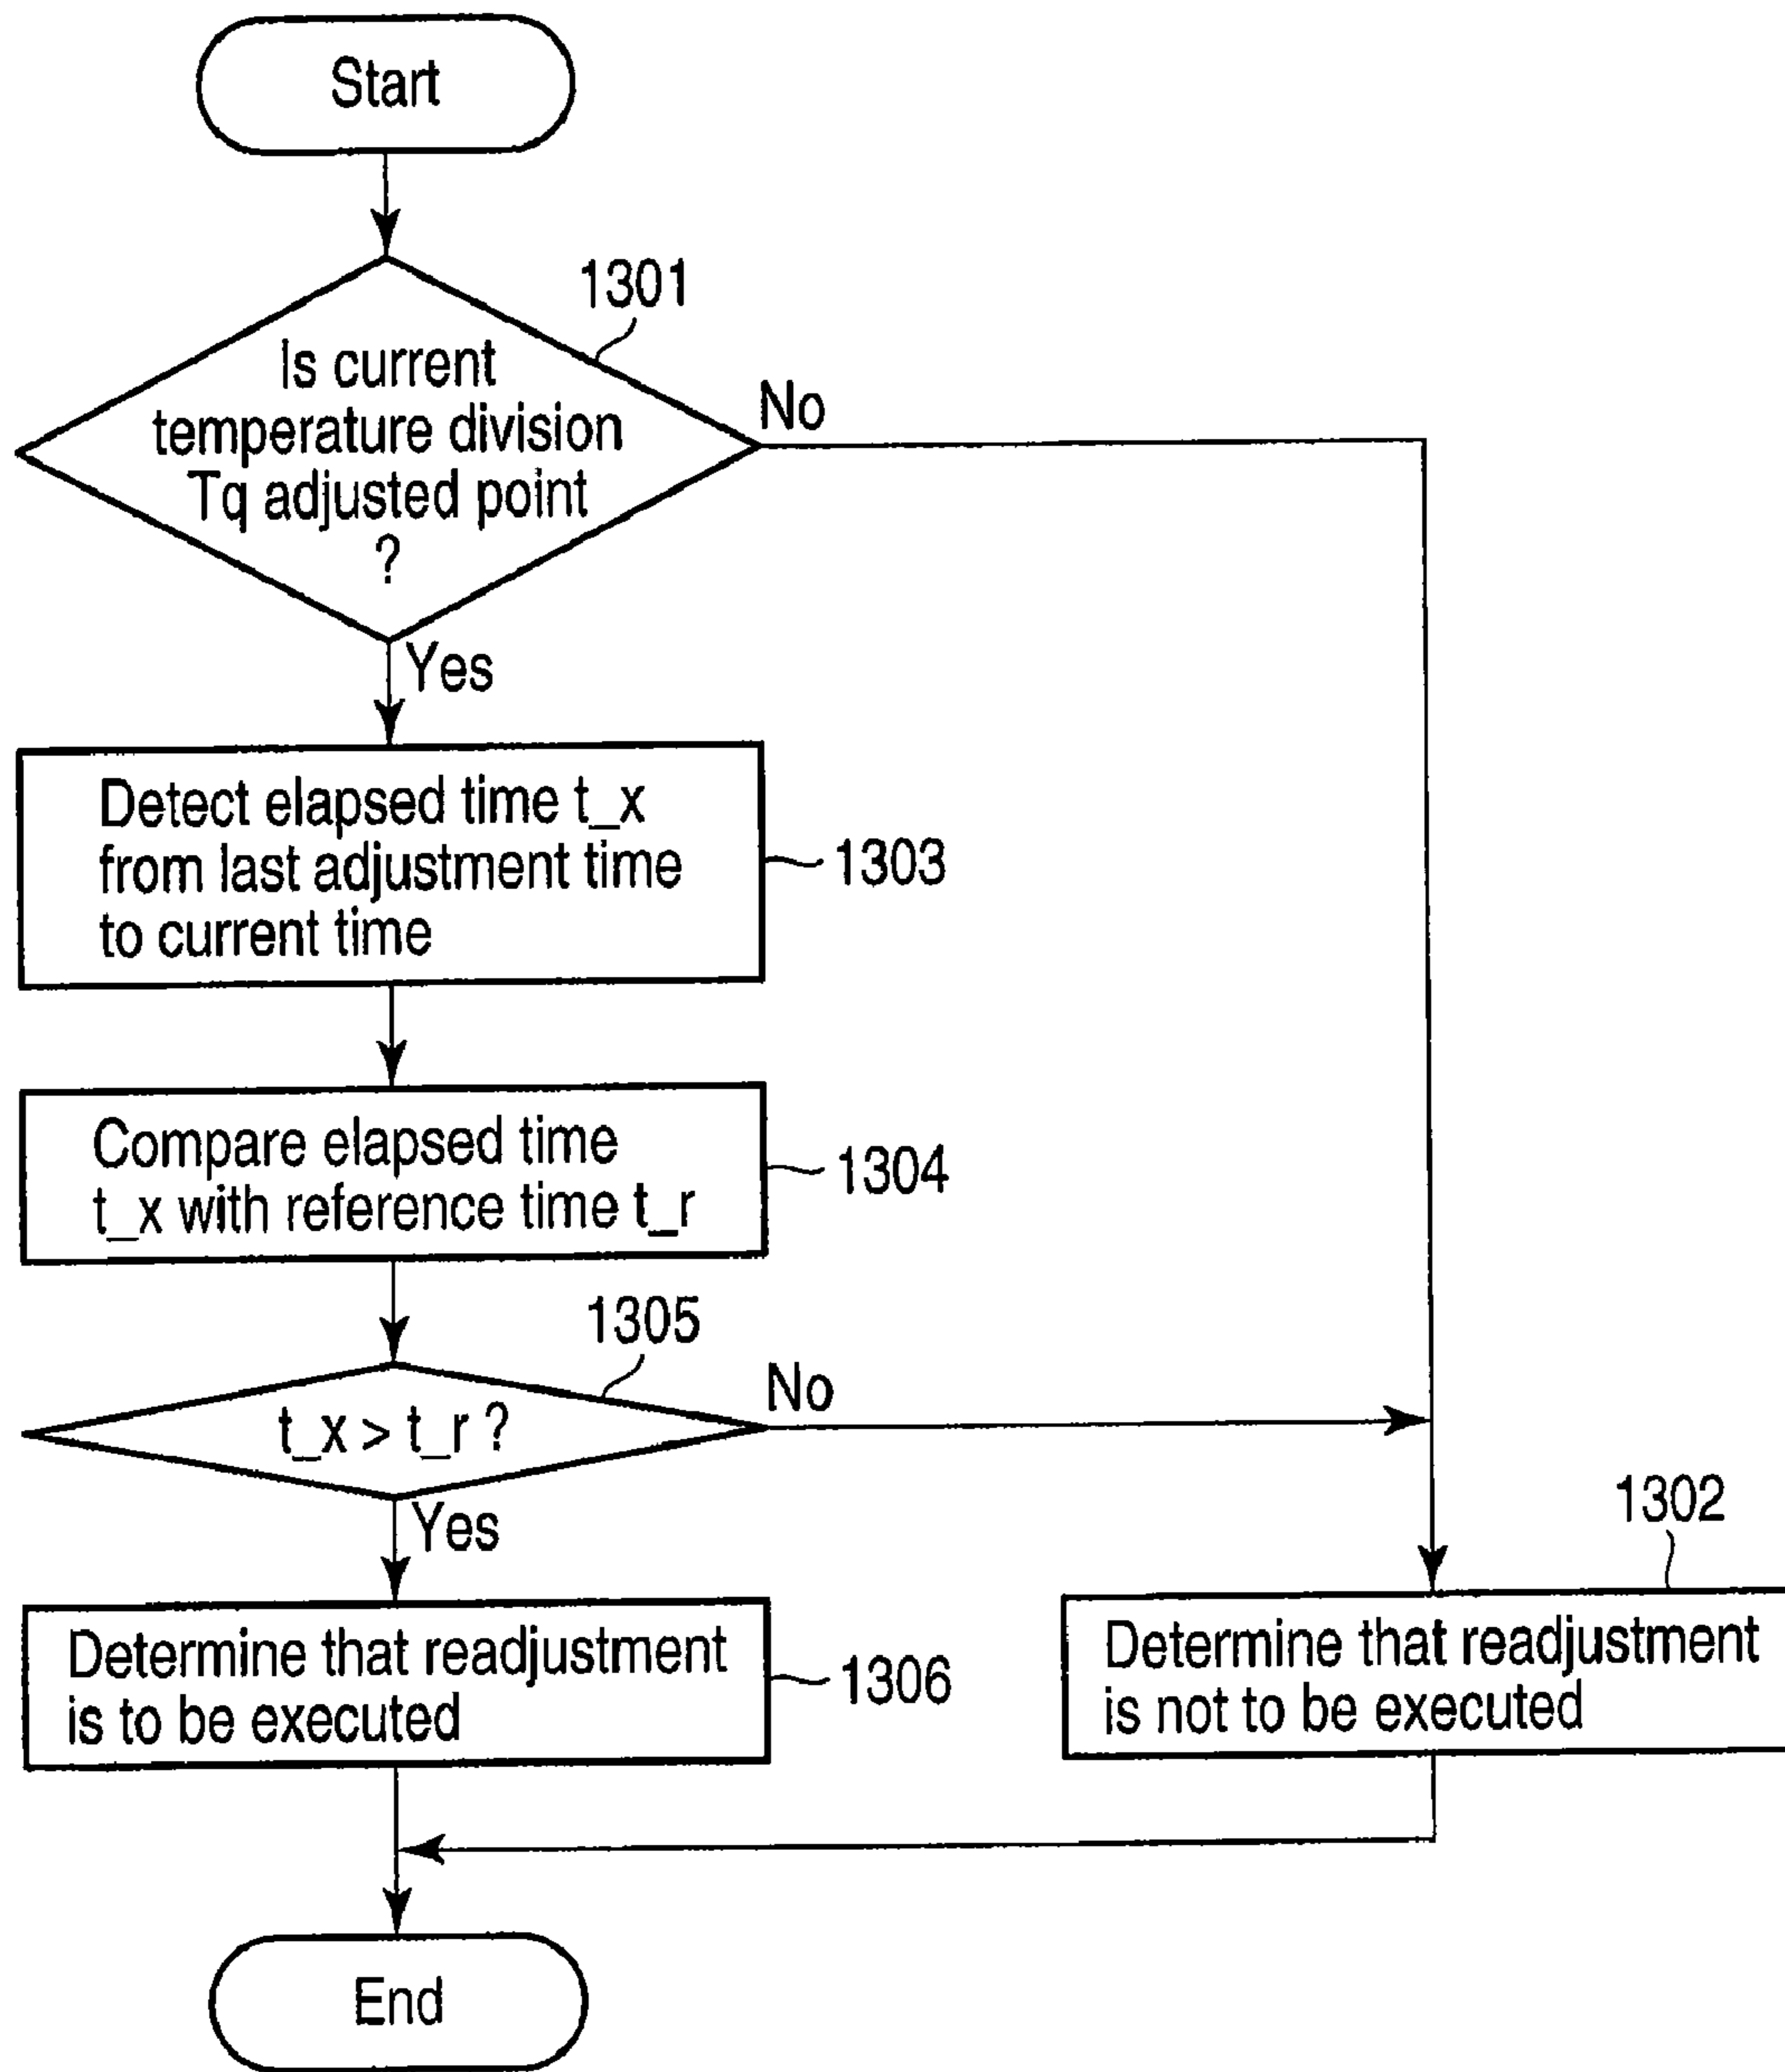 Start
1301
Is current
temperature division
Tq adjusted point
?
No
Yes
Detect elapsed time t_x
from last adjustment time
to current time
1303
Compare elapsed time
t_x with reference time t_r
1304
1305
t_x > t_r ?
No
Yes
1302
Determine that readjustment
is to be executed
1306
Determine that readjustment
is not to be executed
End